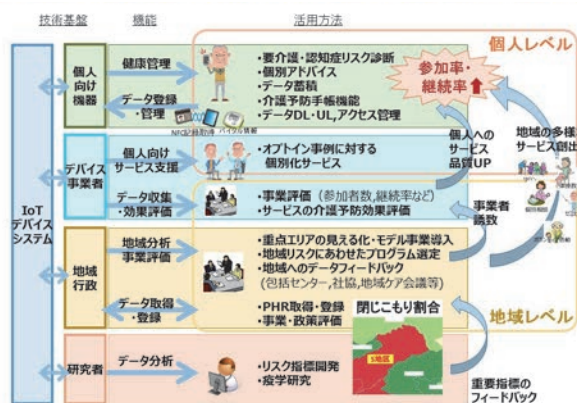 技術基盤
機能
活用方法
IoT
デバイス
システム
個人
向け
機器
健康管理
データ登録
・管理
・要介護・認知症リスク診断
・個別アドバイス
・データ蓄積
・介護予防手帳機能
・データDL・UL,アクセス管理
バイタル情報
個人レベル
参加率・
継続率
デバイス
事業者
個人向け
サービス支援
データ収集
・効果評価
・オプトイン事例に対する
個別化サービス
・事業評価（参加者数,継続率など）
・サービスの介護予防効果評価
個人への
サービス
品質UP
地域の多様な
サービス創出
事業者
誘致
地域
行政
地域分析
事業評価
データ取得
・登録
・重点エリアの見える化・モデル事業導入
・地域リスクにあわせたプログラム選定
・地域へのデータフィードバック
（包括センター,社協,地域ケア会議等）
・PHR取得・登録
・事業・政策評価
閉じこもり割合
S地区
地域レベル
研究者
データ分析
・リスク指標開発
・疫学研究
重要指標の
フィードバック